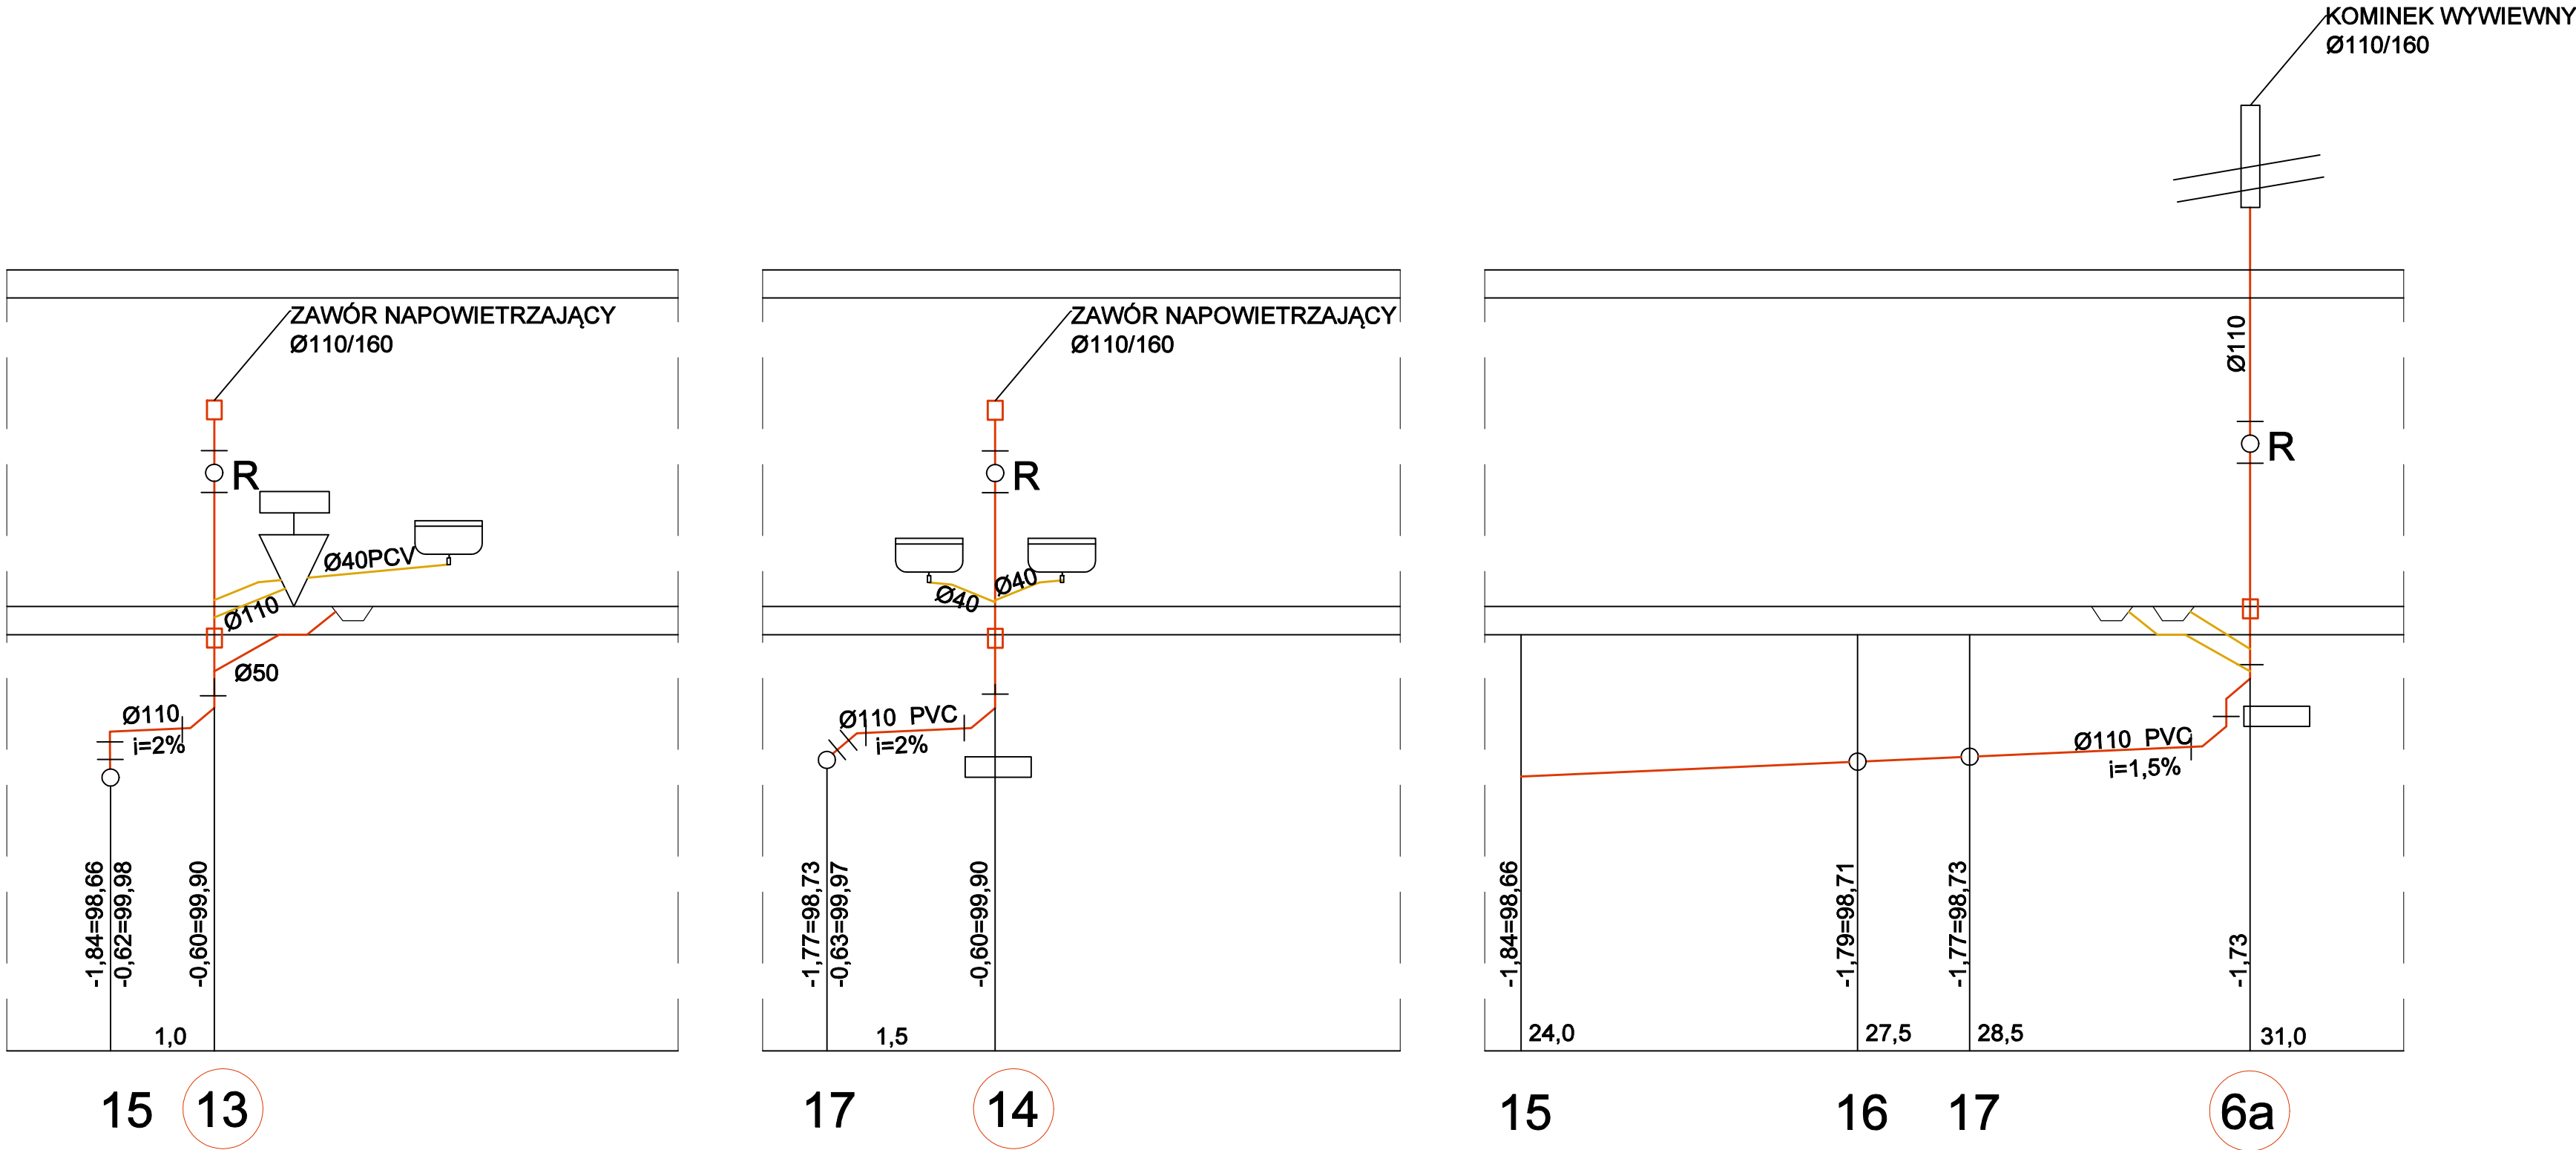 KOMINEK WYWIEWNY
Ø110/160
ZAWÓR NAPOWIETRZAJĄCY
Ø110/160
R
Ø40PCV
Ø110
Ø50
Ø110
i=2%
-1,84=98,66
-0,62=99,98
-0,60=99,90
1,0
15
13
ZAWÓR NAPOWIETRZAJĄCY
Ø110/160
R
Ø40
Ø40
Ø110 PVC
i=2%
-1,77=98,73
-0,63=99,97
-0,60=99,90
1,5
17
14
Ø110
R
Ø110 PVC
i=1,5%
-1,84=98,66
-1,79=98,71
-1,77=98,73
-1,73
24,0
27,5
28,5
31,0
15
16
17
6a